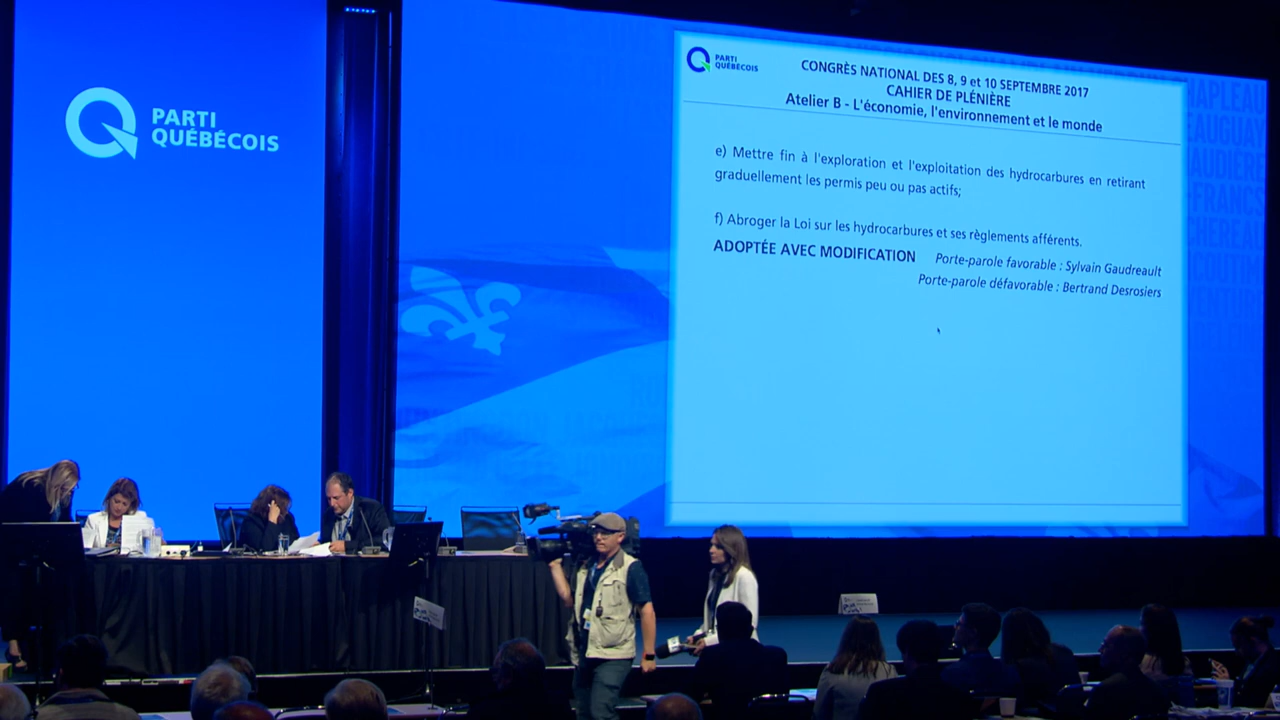 PARTI
QUÉBÉCOIS
PARTI
QUÉBÉCOIS
CONGRÈS NATIONAL DES 8, 9 et 10 SEPTEMBRE 2017
CAHIER DE PLÉNIÈRE
Atelier B - L'économie, l'environnement et le monde
e) Mettre fin à l'exploration et l'exploitation des hydrocarbures en retirant
graduellement les permis peu ou pas actifs;
f) Abroger la Loi sur les hydrocarbures et ses règlements afférents.
ADOPTÉE AVEC MODIFICATION Porte-parole favorable : Sylvain Gaudreault
Porte-parole défavorable : Bertrand Desrosiers